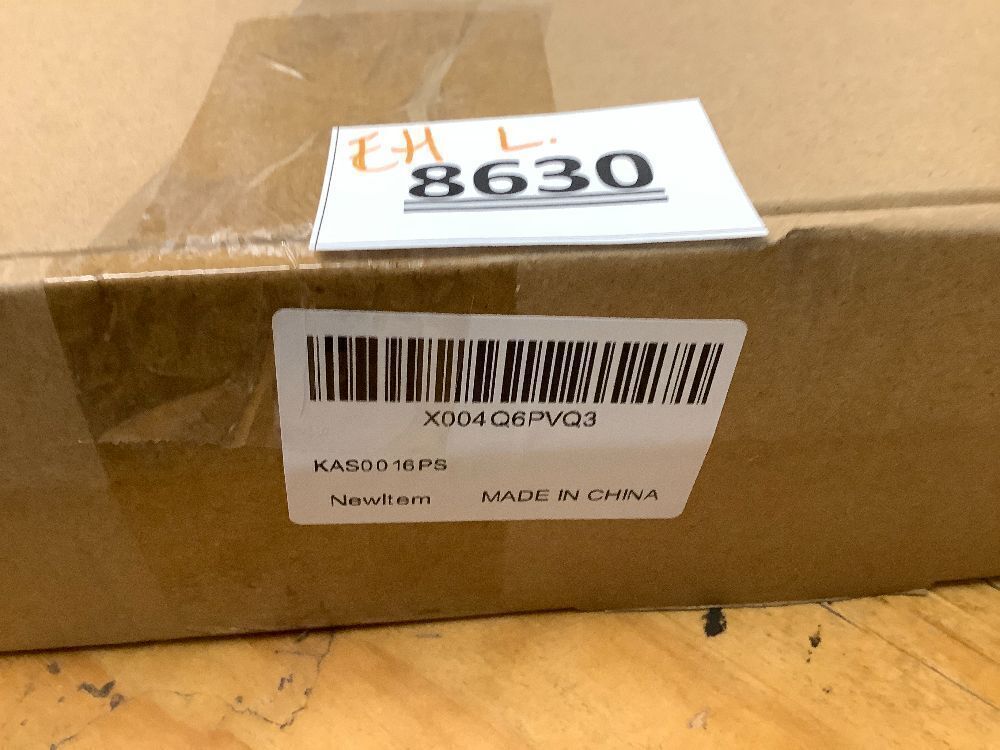 EH L.
8630
X004Q6PVQ3
KAS0016PS
NewItem MADE IN CHINA